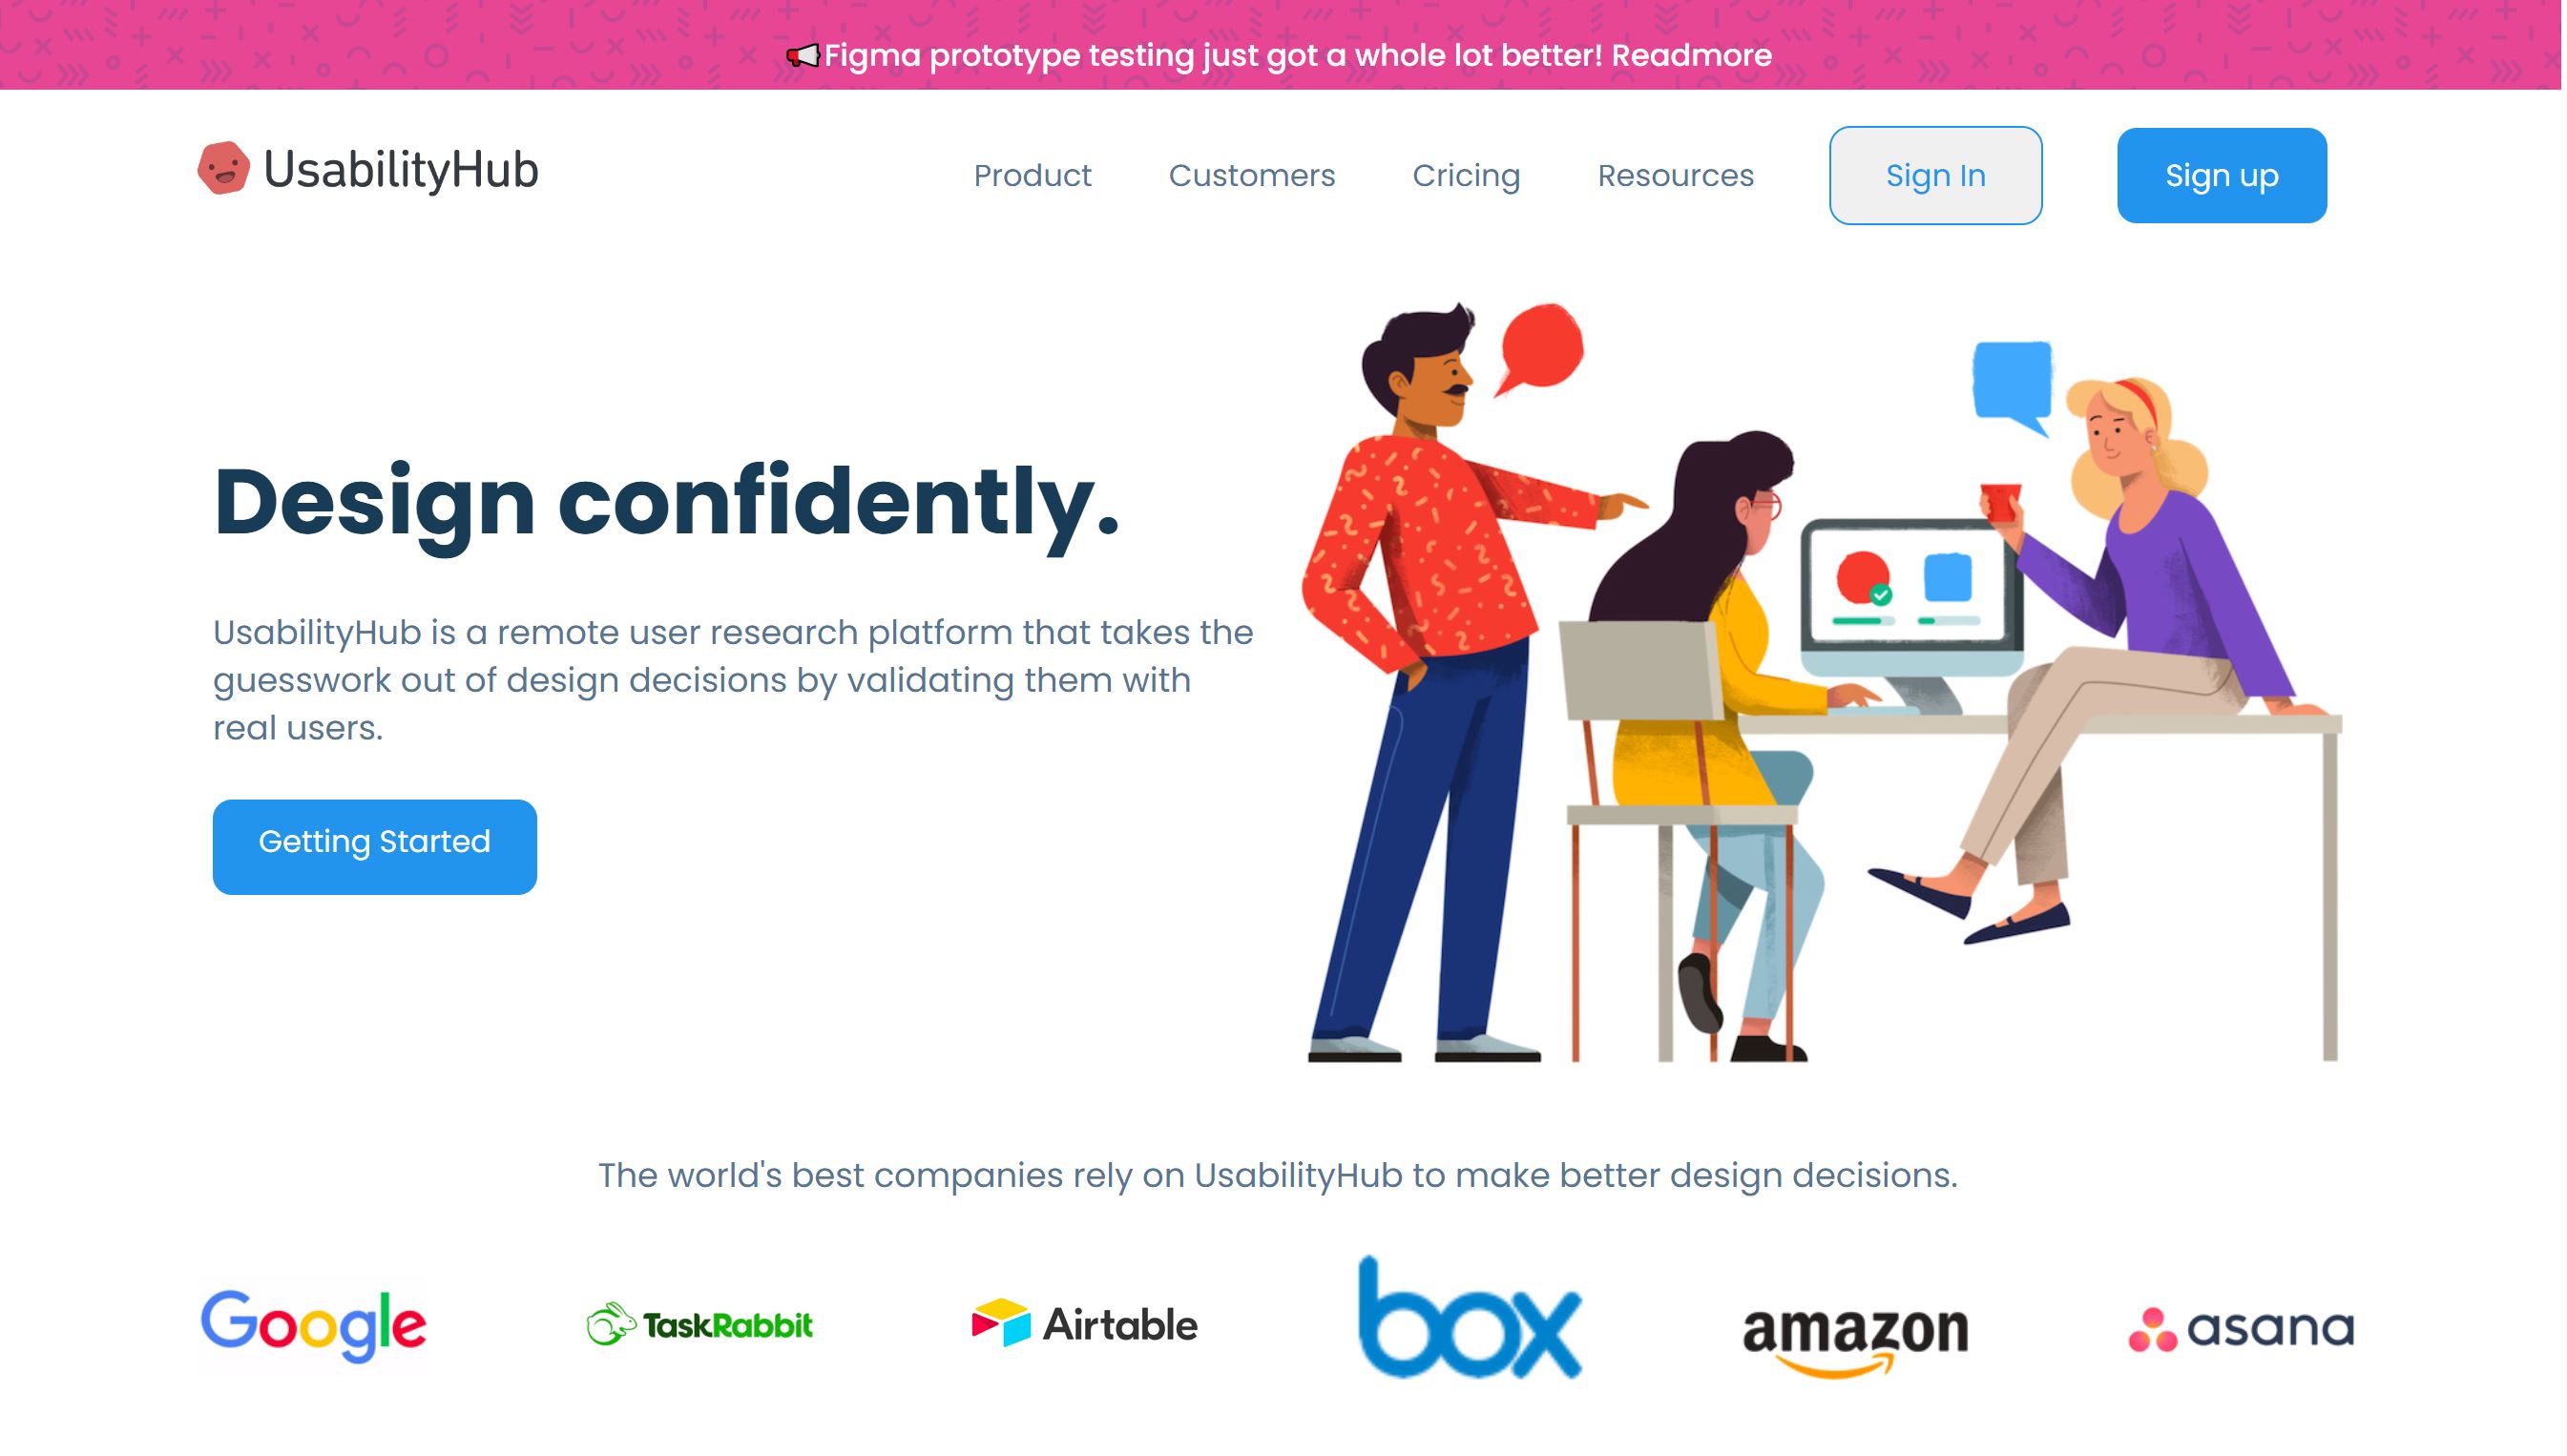 Figma prototype testing just got a whole lot better! Readmore
UsabilityHub
Product Customers Cricing Resources Sign In Sign up
Design confidently.
UsabilityHub is a remote user research platform that takes the
guesswork out of design decisions by validating them with
real users.
Getting Started
The world's best companies rely on UsabilityHub to make better design decisions.
Google TaskRabbit Airtable box amazon asana